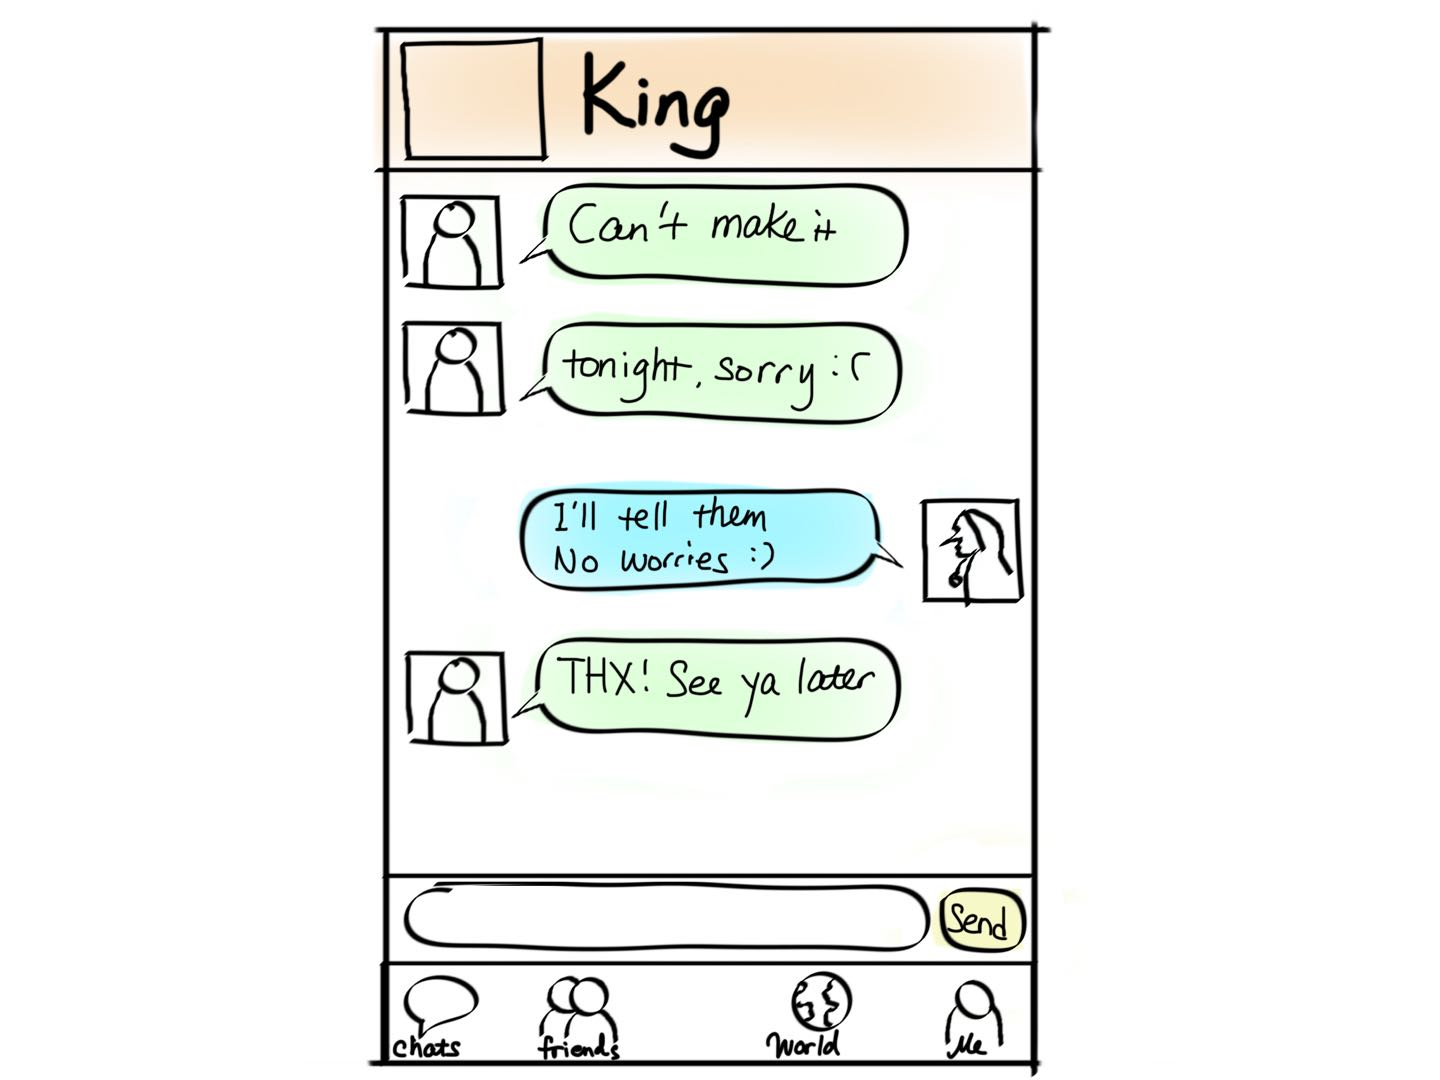 King
Can't make it
tonight, sorry :(
I'll tell them
No worries :)
THX! See ya later
Send
chats
friends
World
Me